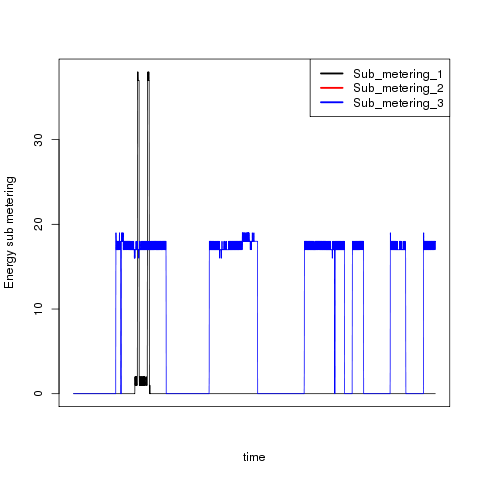 Sub_metering_1
Sub_metering_2
Sub_metering_3
Energy sub metering
30
20
10
0
time